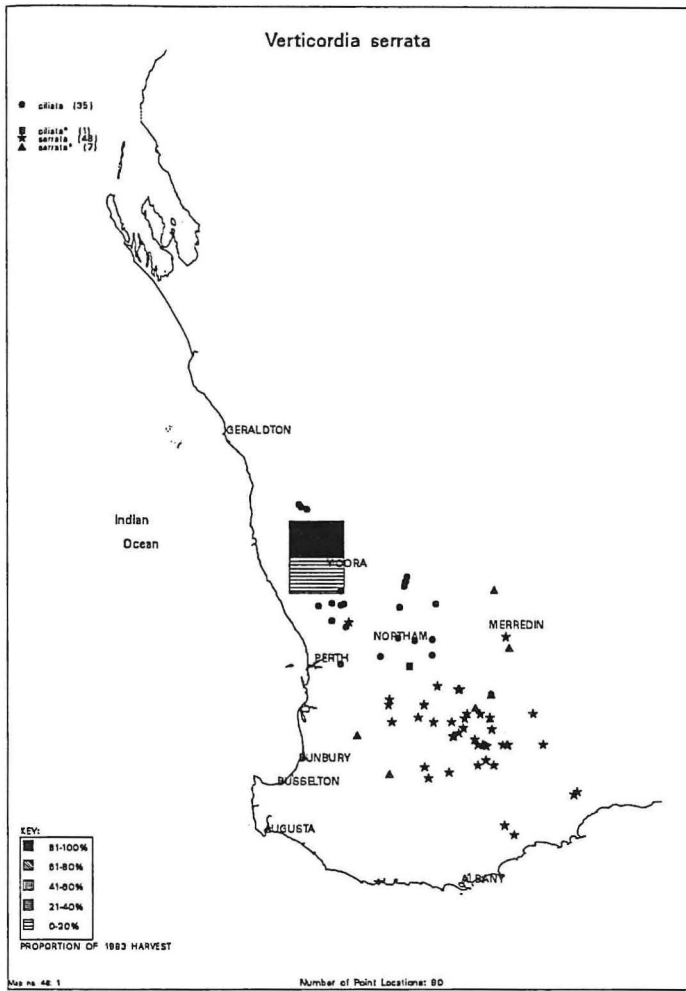 Verticordia serrata
ciliata (35)
ciliata* (1)
serrata (48)
serrata* (7)
GERALDTON
Indian
Ocean
MOORA
MERREDIN
NORTHAM
PERTH
BUNBURY
BUSSELTON
AUGUSTA
ALBANY
KEY:
81-100%
61-80%
41-60%
21-40%
0-20%
PROPORTION OF 1983 HARVEST
Map no. 48: 1
Number of Point Locations: 90